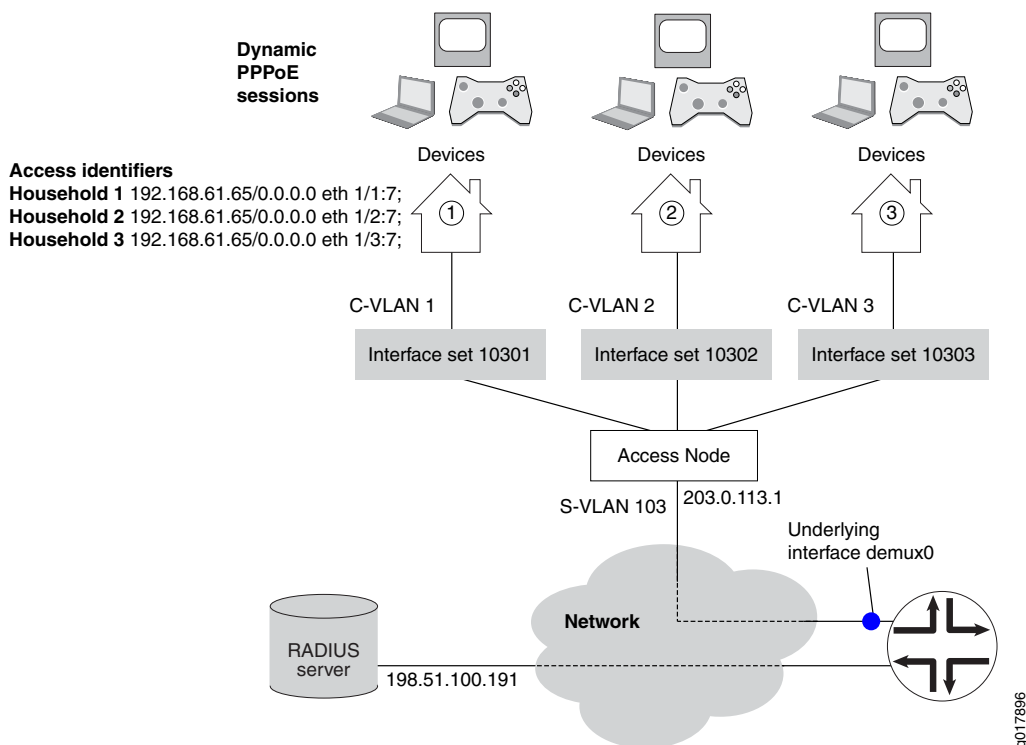 Dynamic
PPPoE
sessions
Devices
Devices
Devices
Access identifiers
Household 1 192.168.61.65/0.0.0.0 eth 1/1:7;
Household 2 192.168.61.65/0.0.0.0 eth 1/2:7;
Household 3 192.168.61.65/0.0.0.0 eth 1/3:7;
1
2
3
C-VLAN 1
C-VLAN 2
C-VLAN 3
Interface set 10301
Interface set 10302
Interface set 10303
Access Node
S-VLAN 103
203.0.113.1
Underlying
interface demux0
Network
RADIUS
server
198.51.100.191
g017896